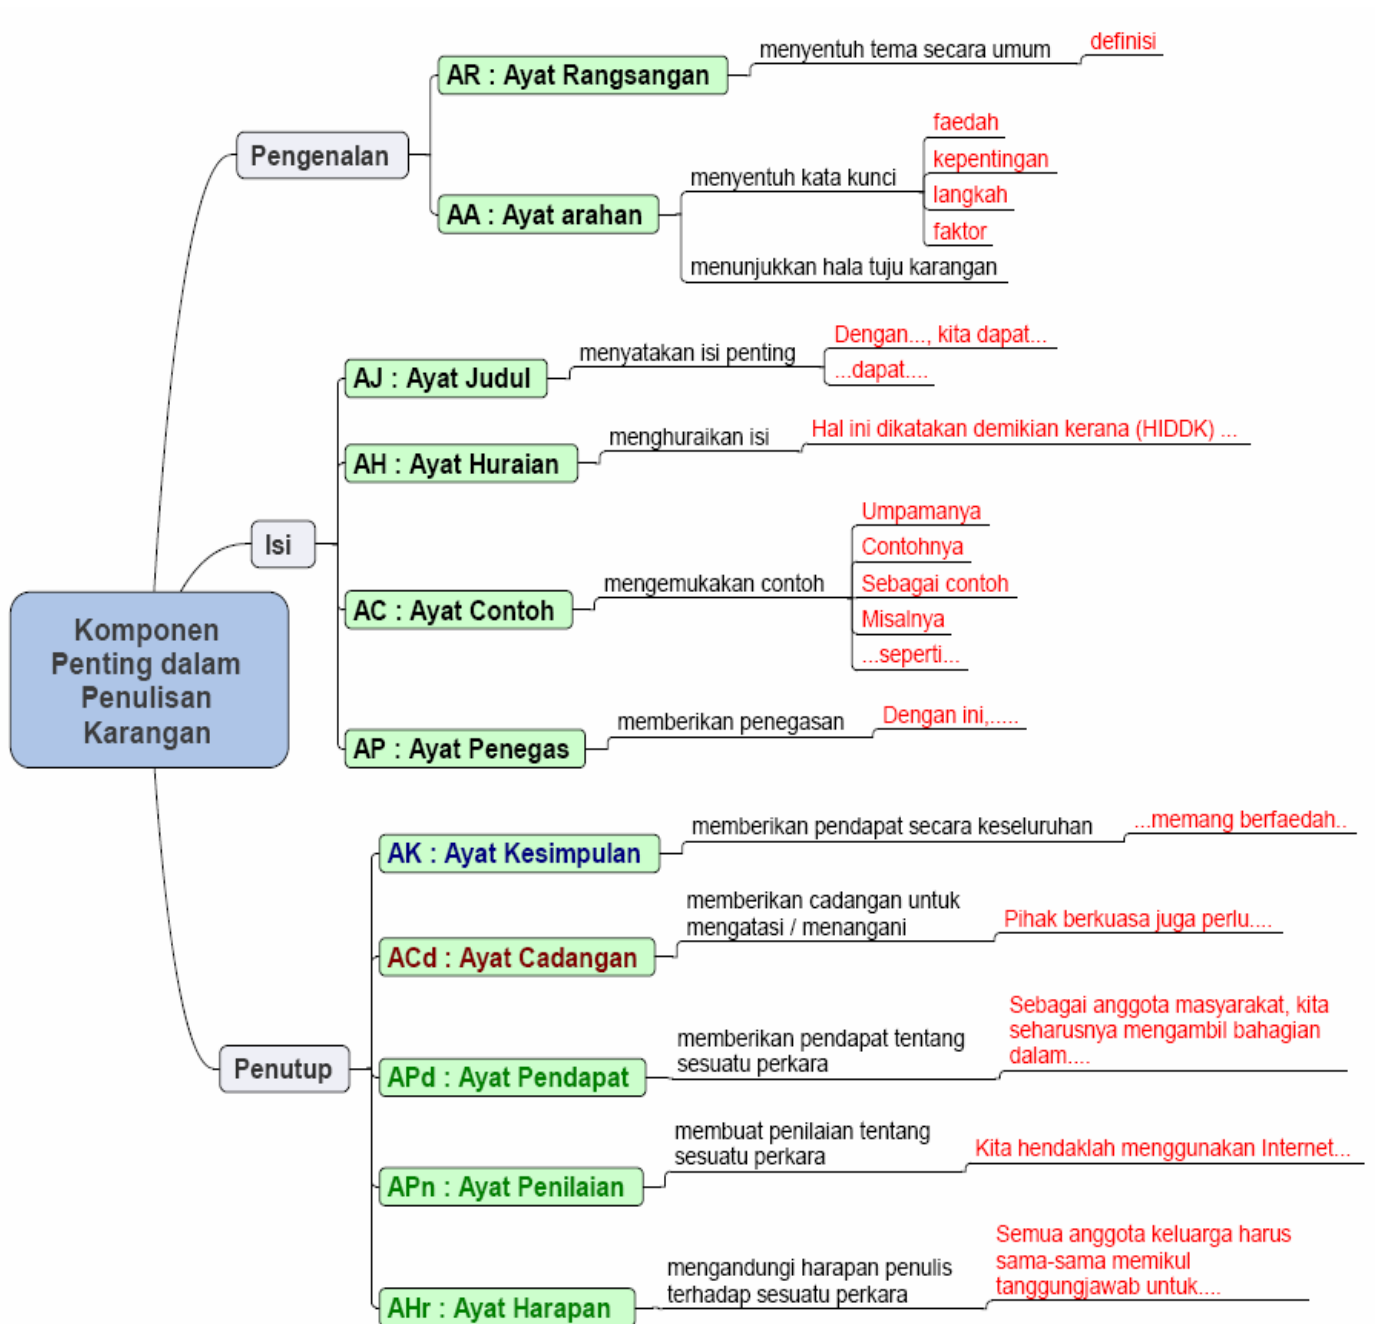 Komponen
Penting dalam
Penulisan
Karangan
Pengenalan
AR : Ayat Rangsangan
menyentuh tema secara umum
definisi
AA : Ayat arahan
menyentuh kata kunci
faedah
kepentingan
langkah
faktor
menunjukkan hala tuju karangan
Isi
AJ : Ayat Judul
menyatakan isi penting
Dengan..., kita dapat...
...dapat....
AH : Ayat Huraian
menghuraikan isi
Hal ini dikatakan demikian kerana (HIDDK) ...
AC : Ayat Contoh
mengemukakan contoh
Umpamanya
Contohnya
Sebagai contoh
Misalnya
...seperti...
AP : Ayat Penegas
memberikan penegasan
Dengan ini,.....
Penutup
AK : Ayat Kesimpulan
memberikan pendapat secara keseluruhan
...memang berfaedah..
ACd : Ayat Cadangan
memberikan cadangan untuk
mengatasi / menangani
Pihak berkuasa juga perlu....
APd : Ayat Pendapat
memberikan pendapat tentang
sesuatu perkara
Sebagai anggota masyarakat, kita
seharusnya mengambil bahagian
dalam....
APn : Ayat Penilaian
membuat penilaian tentang
sesuatu perkara
Kita hendaklah menggunakan Internet...
AHr : Ayat Harapan
mengandungi harapan penulis
terhadap sesuatu perkara
Semua anggota keluarga harus
sama-sama memikul
tanggungjawab untuk....